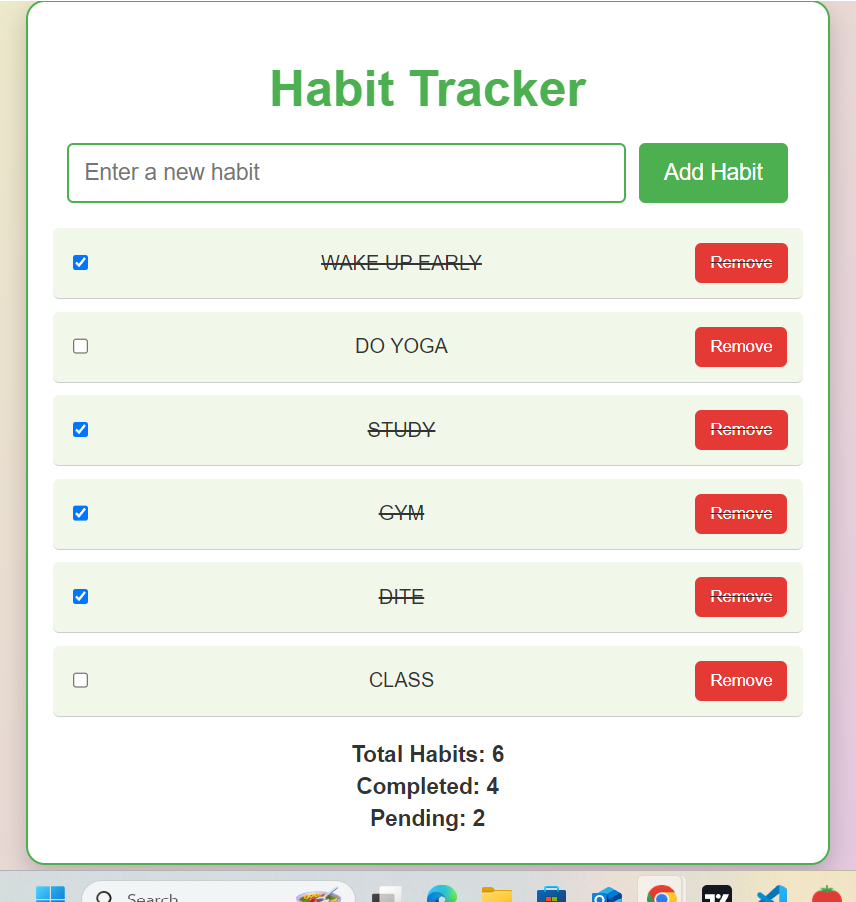 Habit Tracker
Enter a new habit Add Habit
WAKE UP EARLY Remove
DO YOGA Remove
STUDY Remove
GYM Remove
DITE Remove
CLASS Remove
Total Habits: 6
Completed: 4
Pending: 2
Search